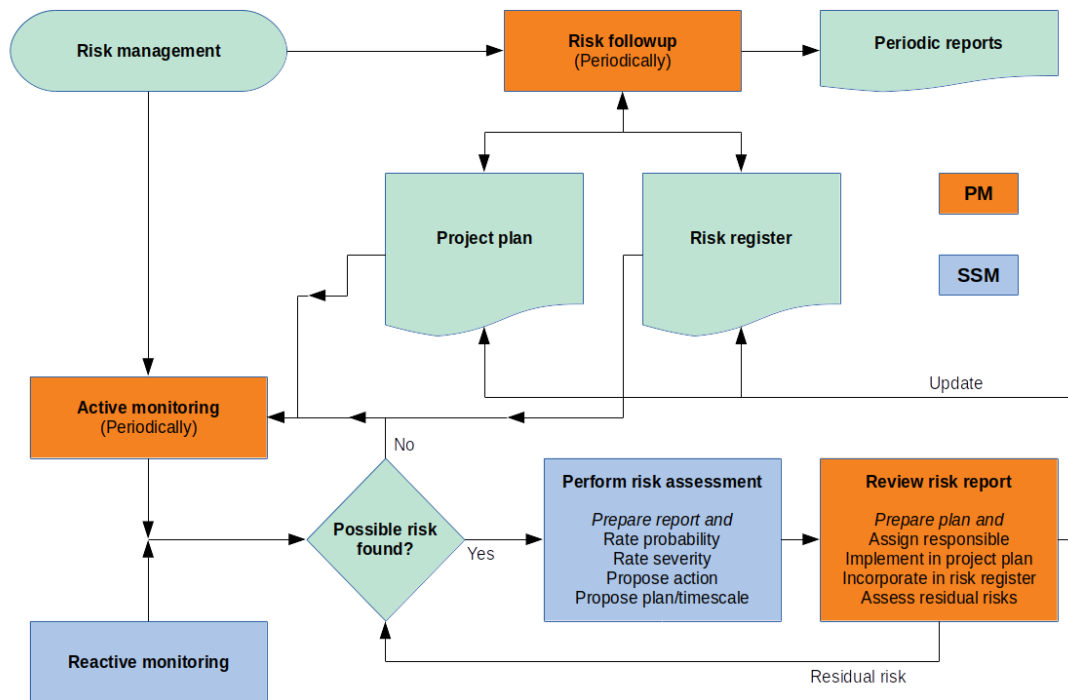 Risk management
Risk followup
(Periodically)
Periodic reports
Project plan
Risk register
PM
SSM
Update
Active monitoring
(Periodically)
No
Possible risk
found?
Yes
Perform risk assessment
Prepare report and
Rate probability
Rate severity
Propose action
Propose plan/timescale
Review risk report
Prepare plan and
Assign responsible
Implement in project plan
Incorporate in risk register
Assess residual risks
Reactive monitoring
Residual risk